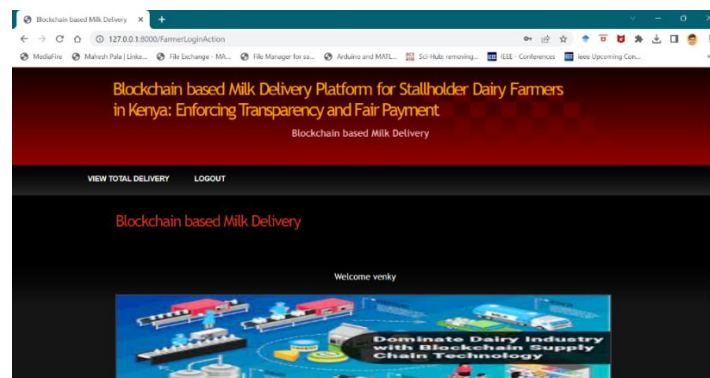 Blockchain based Milk Delivery
127.0.0.1:8000/FarmerLoginAction
MediaFire Mahesh Pala | Linke... File Exchange - MA... File Manager for sa... Arduino and MATL... Sci-Hub: removing... IEEE - Conferences Ieee Upcoming Con...
Blockchain based Milk Delivery Platform for Stallholder Dairy Farmers
in Kenya: Enforcing Transparency and Fair Payment
Blockchain based Milk Delivery
VIEW TOTAL DELIVERY LOGOUT
Blockchain based Milk Delivery
Welcome venky
Dominate Dairy Industry
with Blockchain Supply
Chain Technology